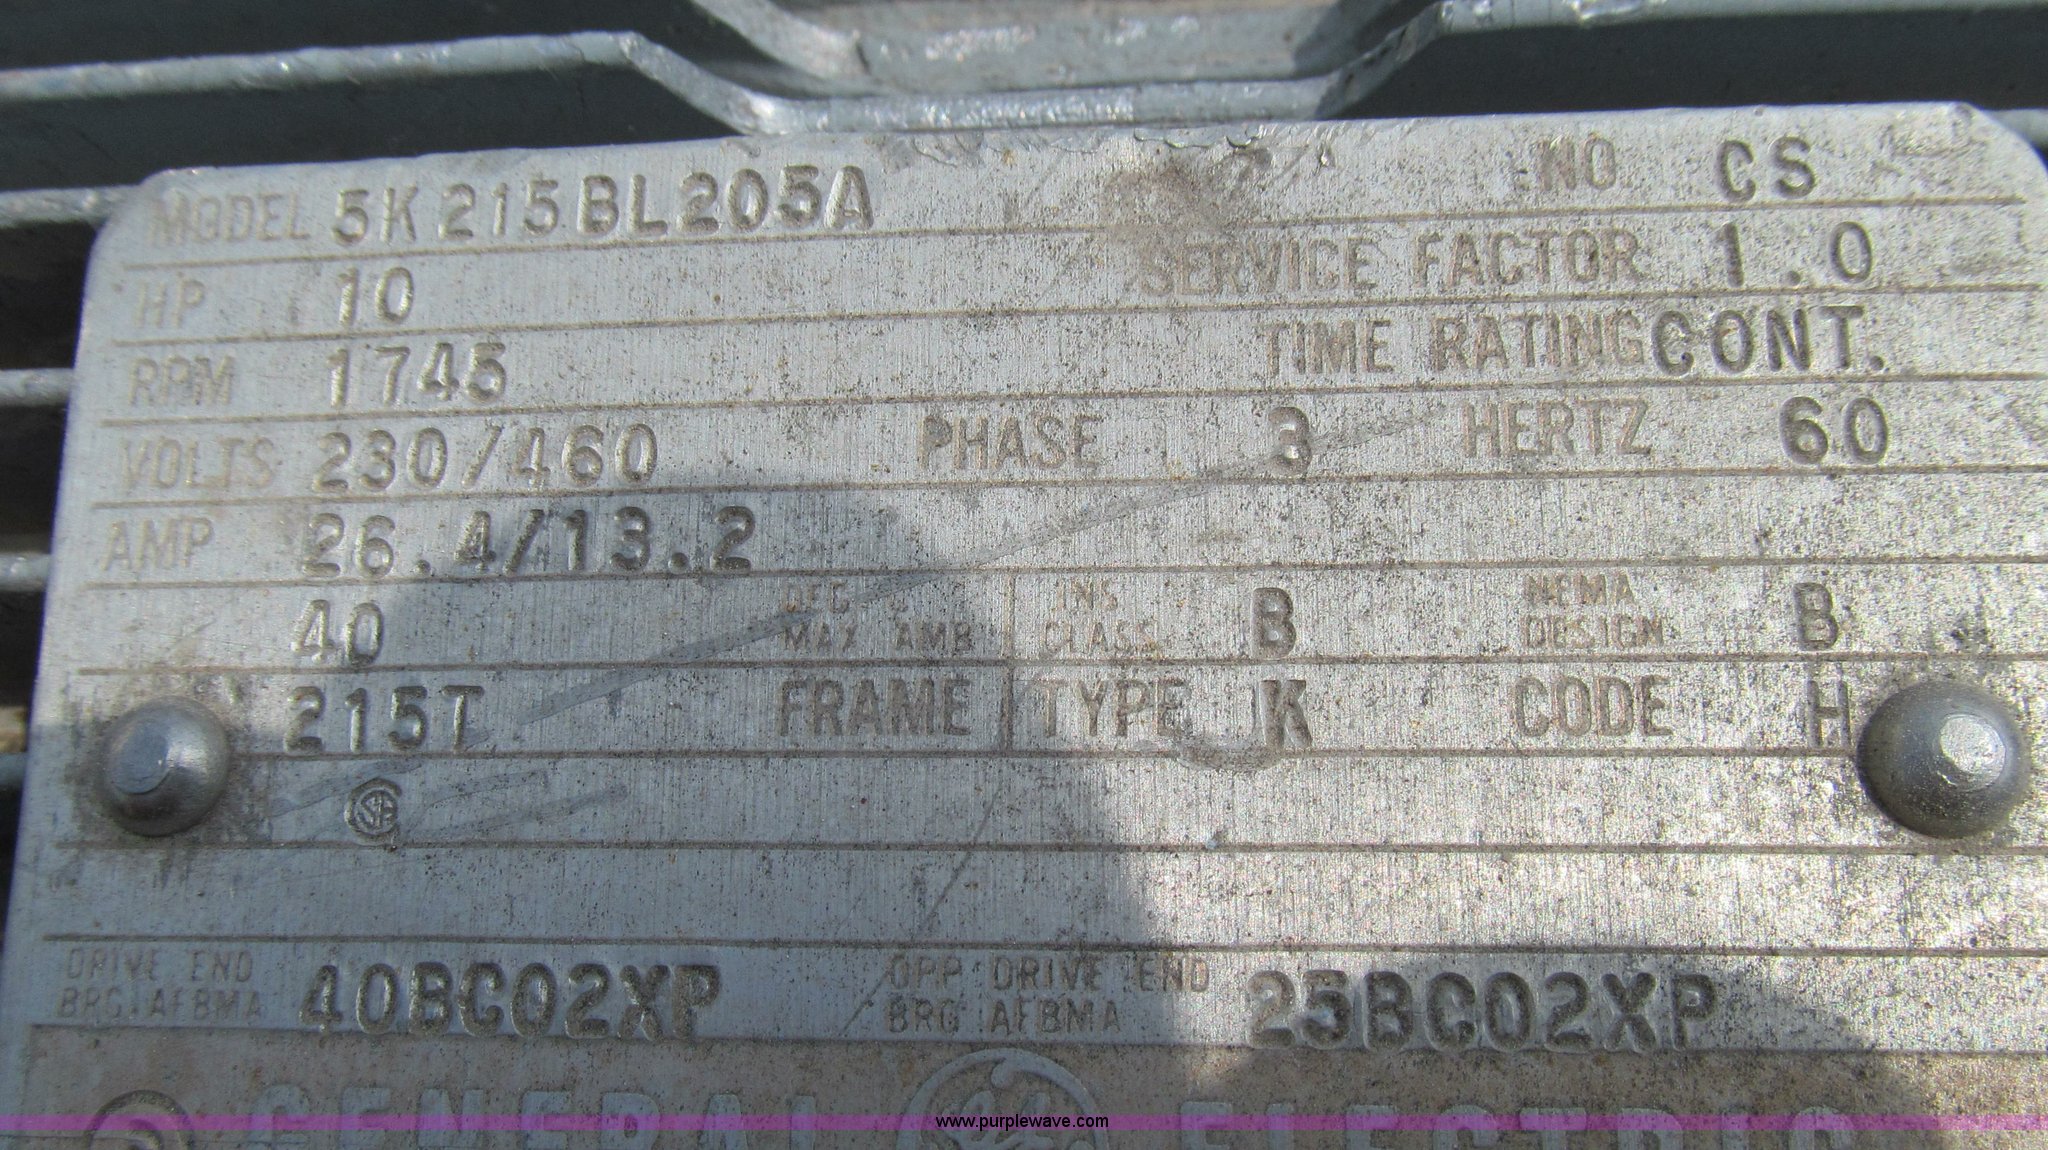 MODEL 5K215BL205A NO CS
HP 10 SERVICE FACTOR 1.0
RPM 1745 TIME RATING CONT.
VOLTS 230/460 PHASE 3 HERTZ 60
AMP 26.4/13.2
40 DEG C MAX AMB INS CLASS B NEMA DESIGN B
215T FRAME TYPE K CODE H
DRIVE END BRG. AFBMA 40BC02XP OPP DRIVE END BRG AFBMA 25BC02XP
GENERAL ELECTRIC
www.purplewave.com